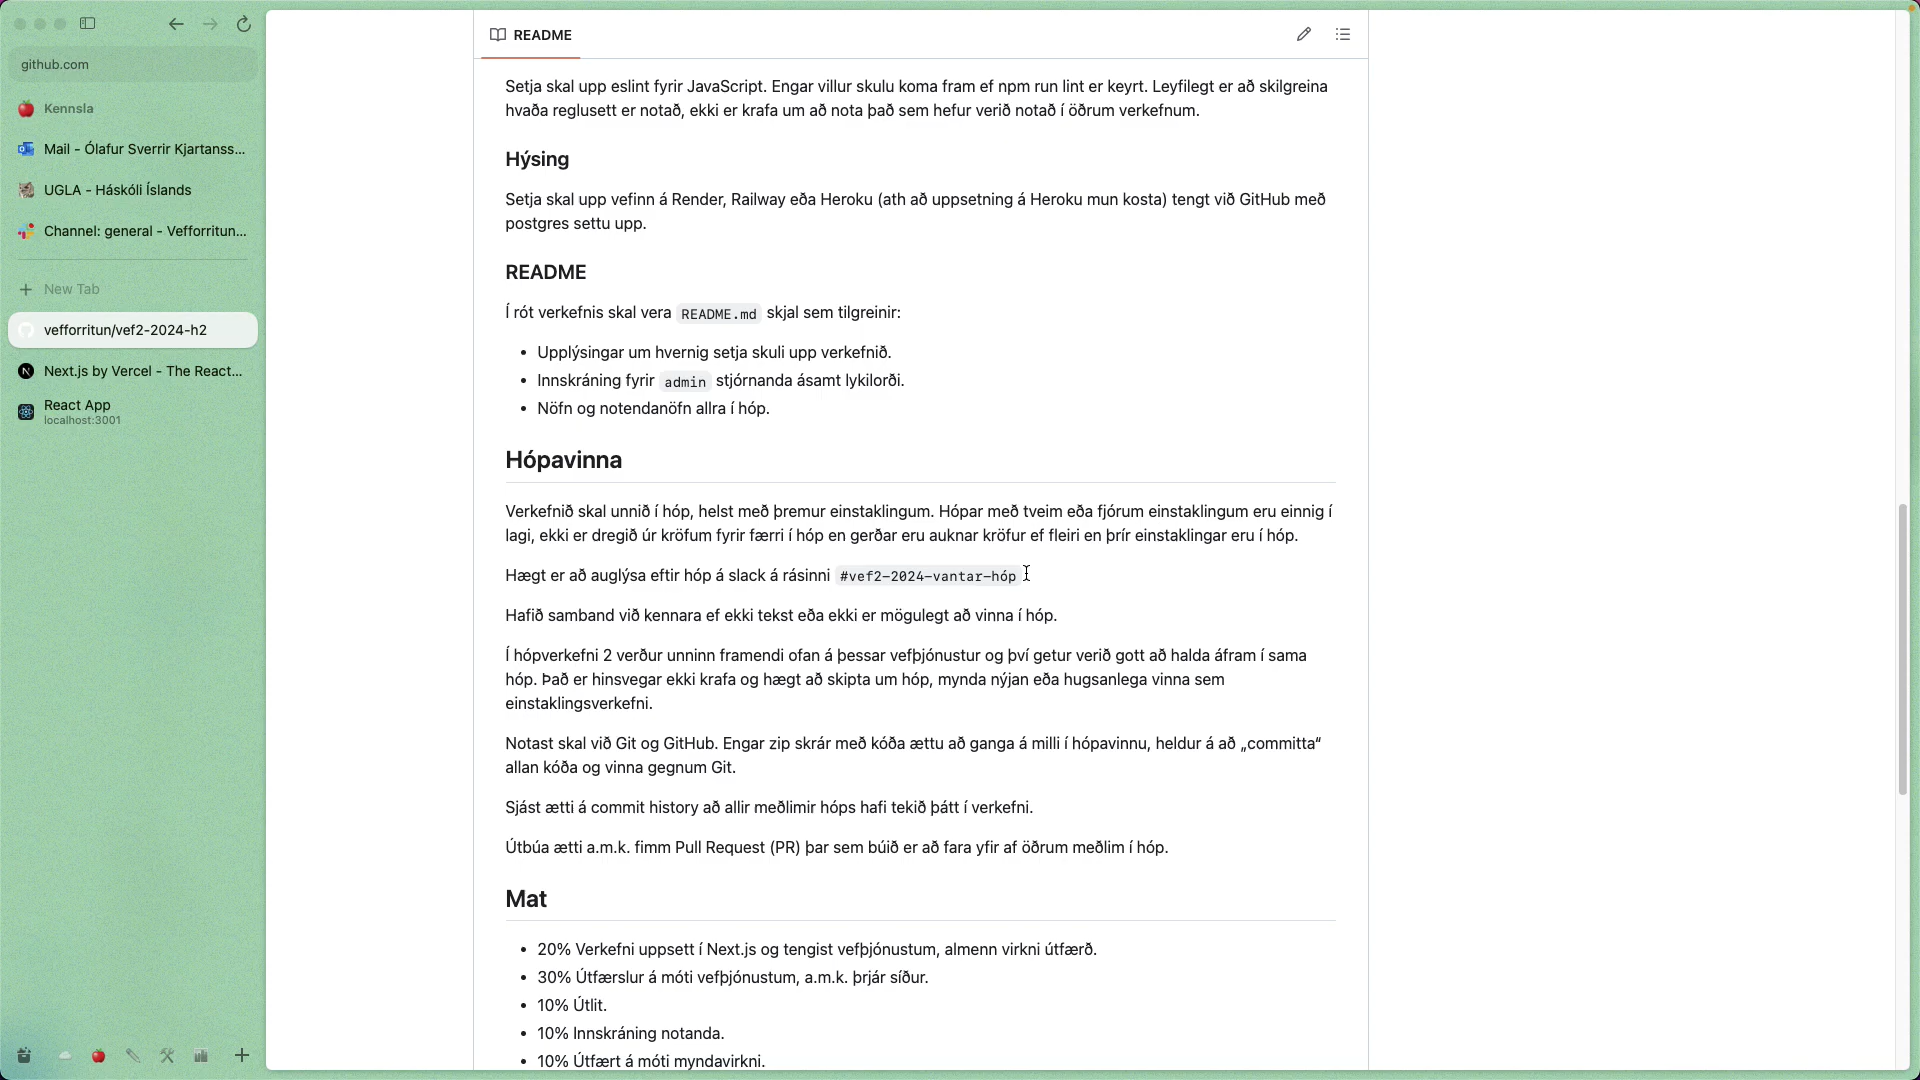 github.com
Kennsla
Mail - Ólafur Sverrir Kjartanss...
UGLA - Háskóli Íslands
Channel: general - Vefforritun...
New Tab
vefforritun/vef2-2024-h2
Next.js by Vercel - The React...
React App
localhost:3001
README
Setja skal upp eslint fyrir JavaScript. Engar villur skulu koma fram ef npm run lint er keyrt. Leyfilegt er að skilgreina
hvaða reglusett er notað, ekki er krafa um að nota það sem hefur verið notað í öðrum verkefnum.
Hýsing
Setja skal upp vefinn á Render, Railway eða Heroku (ath að uppsetning á Heroku mun kosta) tengt við GitHub með
postgres settu upp.
README
Í rót verkefnis skal vera README.md skjal sem tilgreinir:
• Upplýsingar um hvernig setja skuli upp verkefnið.
• Innskráning fyrir admin stjórnanda ásamt lykilorði.
• Nöfn og notendanöfn allra í hóp.
Hópavinna
Verkefnið skal unnið í hóp, helst með þremur einstaklingum. Hópar með tveim eða fjórum einstaklingum eru einnig í
lagi, ekki er dregið úr kröfum fyrir færri í hóp en gerðar eru auknar kröfur ef fleiri en þrír einstaklingar eru í hóp.
Hægt er að auglýsa eftir hóp á slack á rásinni #vef2-2024-vantar-hóp
Hafið samband við kennara ef ekki tekst eða ekki er mögulegt að vinna í hóp.
Í hópverkefni 2 verður unninn framendi ofan á þessar vefþjónustur og því getur verið gott að halda áfram í sama
hóp. Það er hinsvegar ekki krafa og hægt að skipta um hóp, mynda nýjan eða hugsanlega vinna sem
einstaklingsverkefni.
Notast skal við Git og GitHub. Engar zip skrár með kóða ættu að ganga á milli í hópavinnu, heldur á að „committa“
allan kóða og vinna gegnum Git.
Sjást ætti á commit history að allir meðlimir hóps hafi tekið þátt í verkefni.
Útbúa ætti a.m.k. fimm Pull Request (PR) þar sem búið er að fara yfir af öðrum meðlim í hóp.
Mat
• 20% Verkefni uppsett í Next.js og tengist vefþjónustum, almenn virkni útfærð.
• 30% Útfærslur á móti vefþjónustum, a.m.k. þrjár síður.
• 10% Útlit.
• 10% Innskráning notanda.
• 10% Útfært á móti myndavirkni.